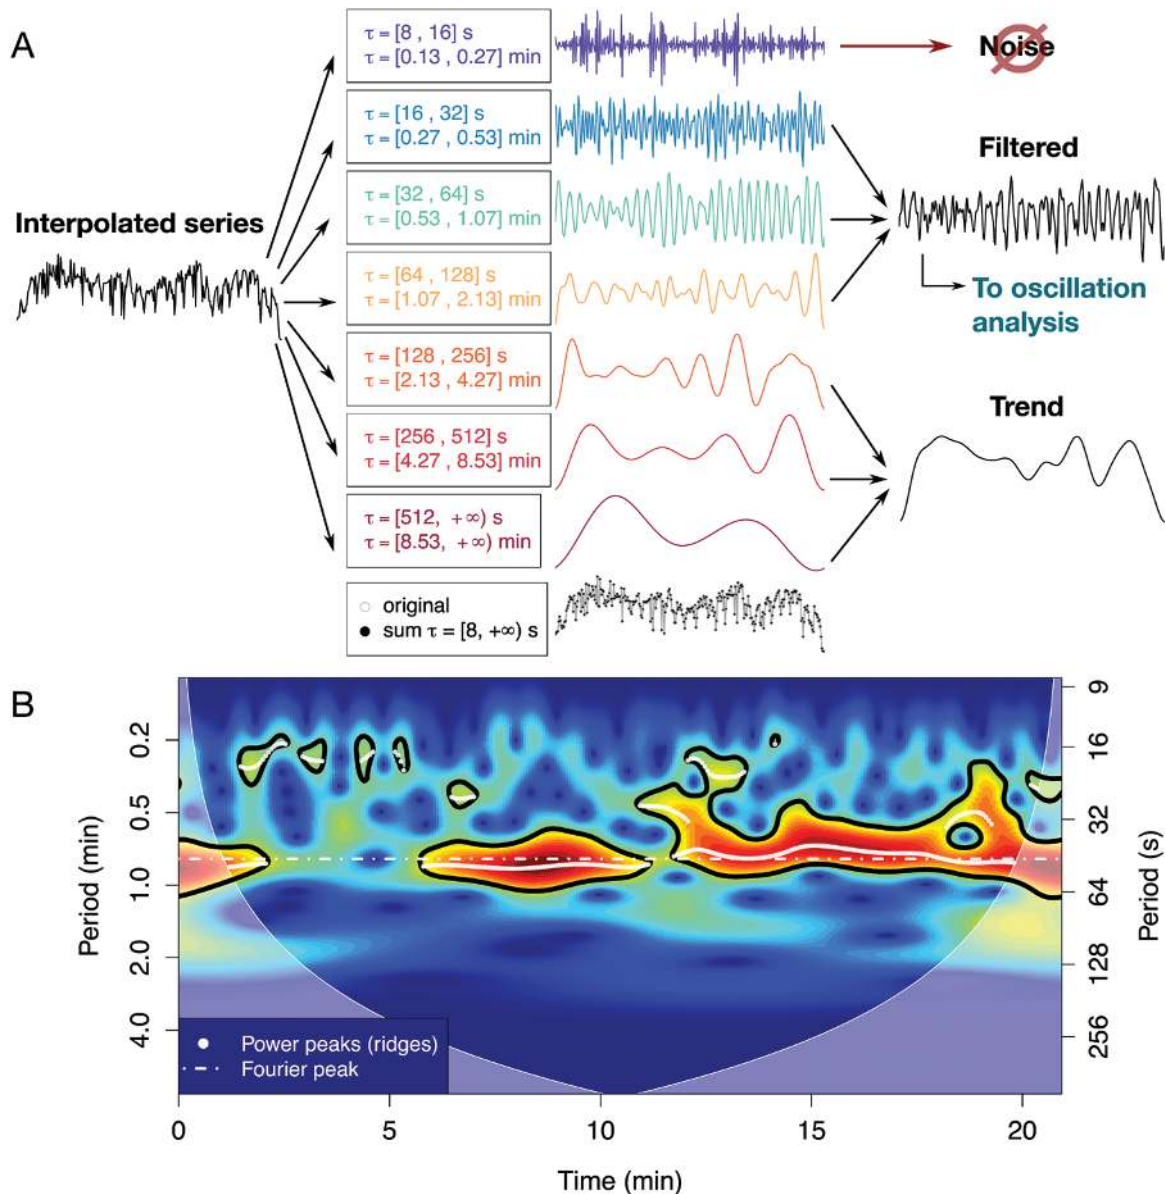 A
Interpolated series
τ = [8 , 16] s
τ = [0.13 , 0.27] min
τ = [16 , 32] s
τ = [0.27 , 0.53] min
τ = [32 , 64] s
τ = [0.53 , 1.07] min
τ = [64 , 128] s
τ = [1.07 , 2.13] min
τ = [128 , 256] s
τ = [2.13 , 4.27] min
τ = [256 , 512] s
τ = [4.27 , 8.53] min
τ = [512, +∞) s
τ = [8.53, +∞) min
original
sum τ = [8, +∞) s
Noise
Filtered
To oscillation
analysis
Trend
B
Period (min)
0.2
0.5
1.0
2.0
4.0
Power peaks (ridges)
Fourier peak
9
16
32
64
128
256
Period (s)
0 5 10 15 20
Time (min)